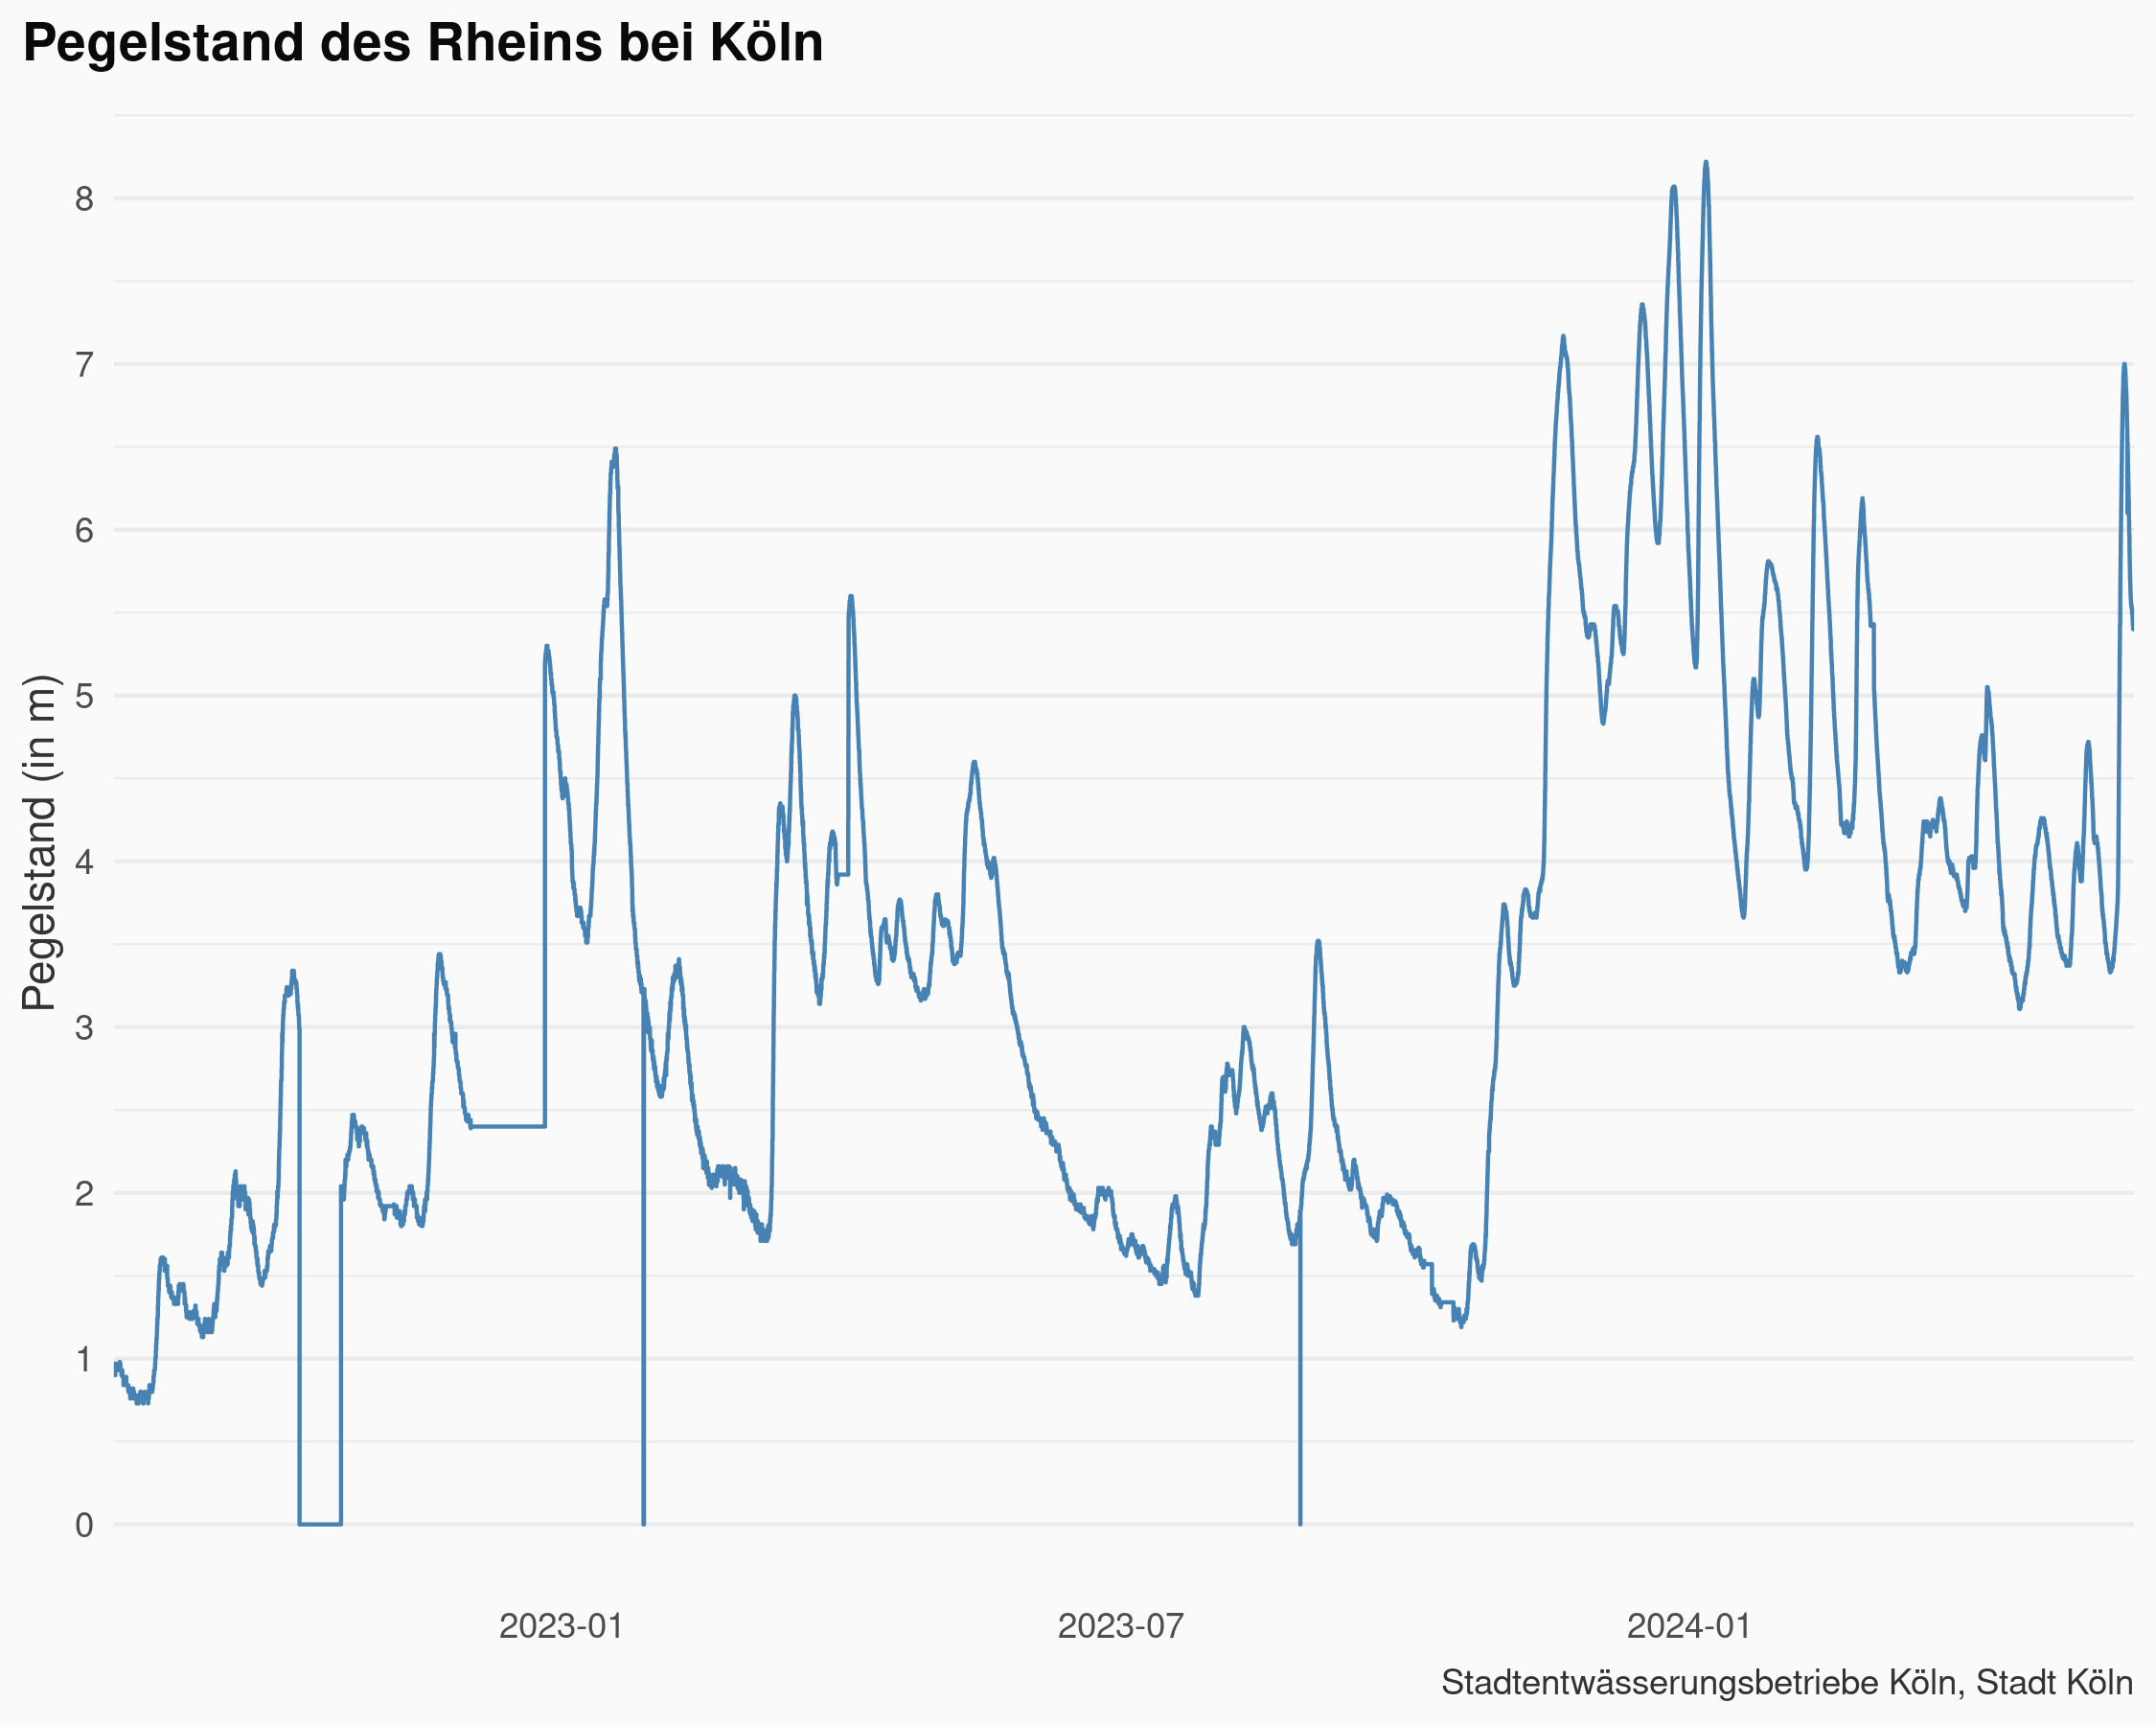 Pegelstand des Rheins bei Köln
Pegelstand (in m)
8
7
6
5
4
3
2
1
0
2023-01 2023-07 2024-01
Stadtentwässerungsbetriebe Köln, Stadt Köln